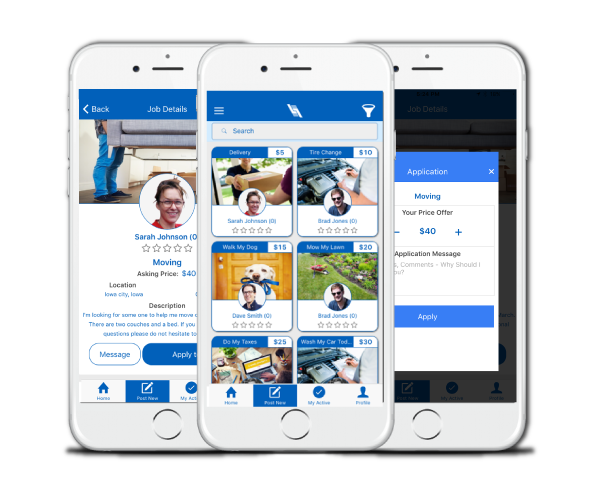 Back
Job Details
Sarah Johnson (0
Moving
Asking Price: $40
Location
Iowa city, Iowa
Description
I'm looking for some one to help me move
There are two couches and a bed. If you
questions please do not hesitate to
Message
Apply t
Home
Post New
My Ac
Search
Delivery $5
Tire Change $10
Sarah Johnson (0)
Brad Jones (0)
Walk My Dog $15
Mow My Lawn $20
Dave Smith (0)
Brad Jones (0)
Do My Taxes $25
Wash My Car Tod.. $30
Home
Post New
My Active
Profile
Job Details
Application
Moving
Your Price Offer
– $40 +
Application Message
Comments - Why Should I
ou?
Apply
My Active
Profile